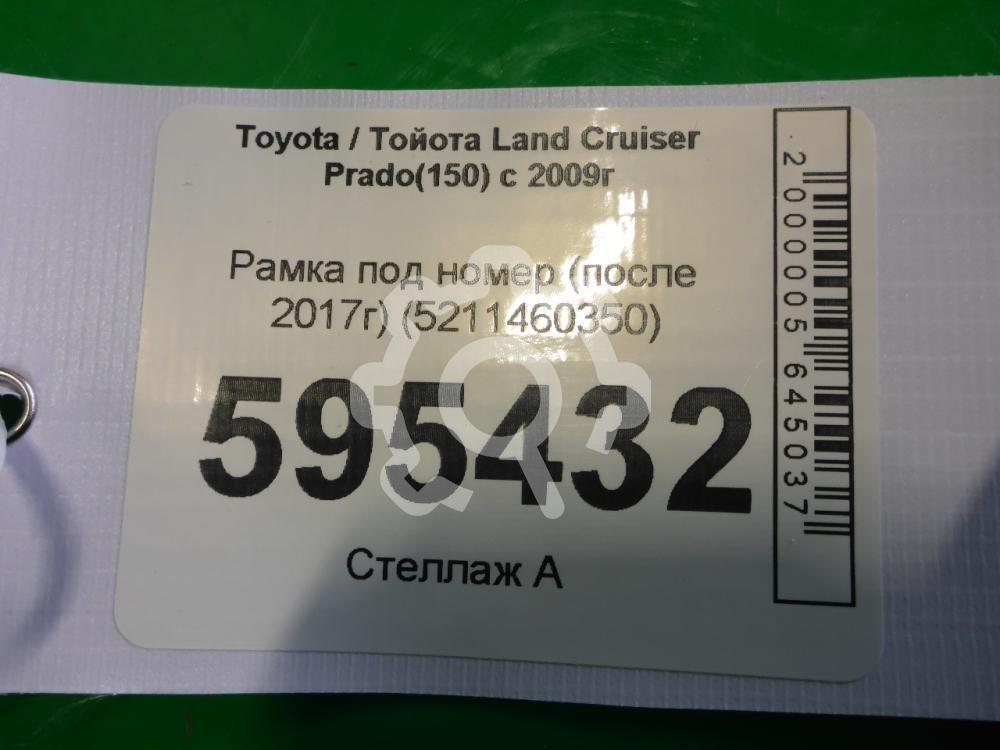 Toyota / Тойота Land Cruiser
Prado(150) с 2009г
Рамка под номер (после
2017г) (5211460350)
595432
Стеллаж А
2000005645037